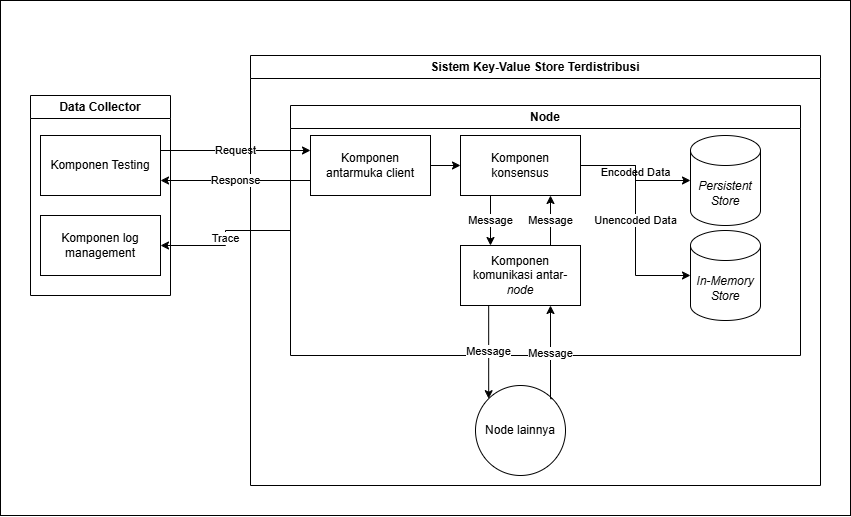 Sistem Key-Value Store Terdistribusi
Data Collector
Node
Komponen Testing
Request
Response
Komponen
antarmuka client
Komponen
konsensus
Encoded Data
Unencoded Data
Persistent
Store
Komponen log
management
Trace
Message
Message
Komponen
komunikasi antar-
node
In-Memory
Store
Message
Message
Node lainnya